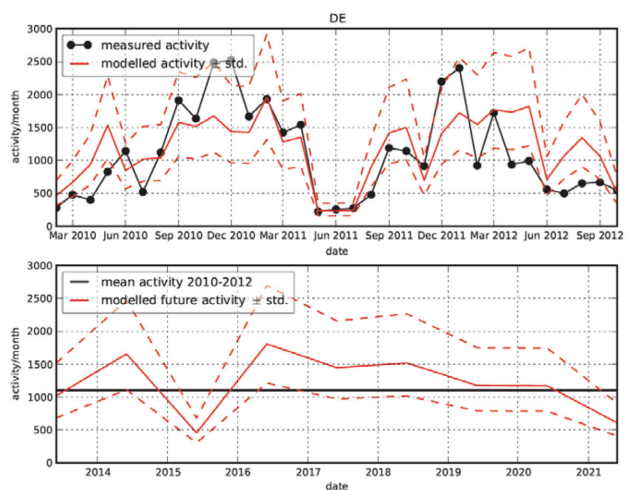 DE
3000
2500
2000
1500
1000
500
0
activity/month
measured activity
modelled activity ± std.
Mar 2010 Jun 2010 Sep 2010 Dec 2010 Mar 2011 Jun 2011 Sep 2011 Dec 2011 Mar 2012 Jun 2012 Sep 2012
date
3000
2500
2000
1500
1000
500
0
activity/month
mean activity 2010-2012
modelled future activity ± std.
2014 2015 2016 2017 2018 2019 2020 2021
date